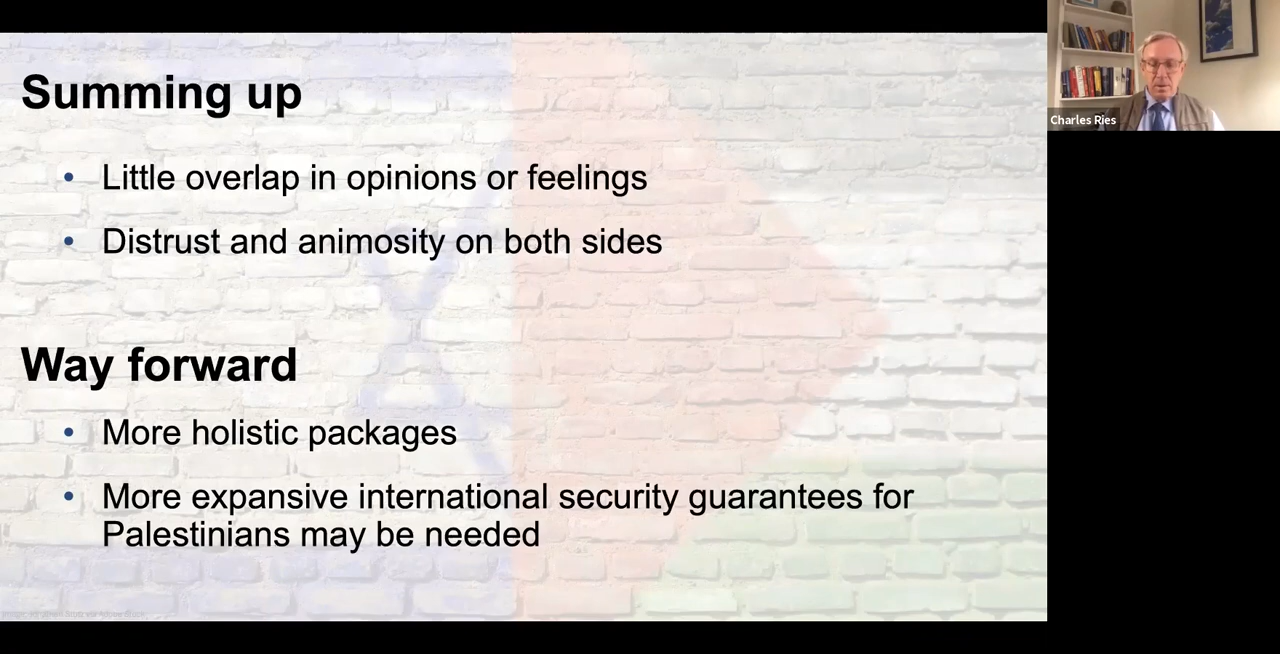 Summing up
• Little overlap in opinions or feelings
• Distrust and animosity on both sides
Way forward
• More holistic packages
• More expansive international security guarantees for
Palestinians may be needed
Charles Ries